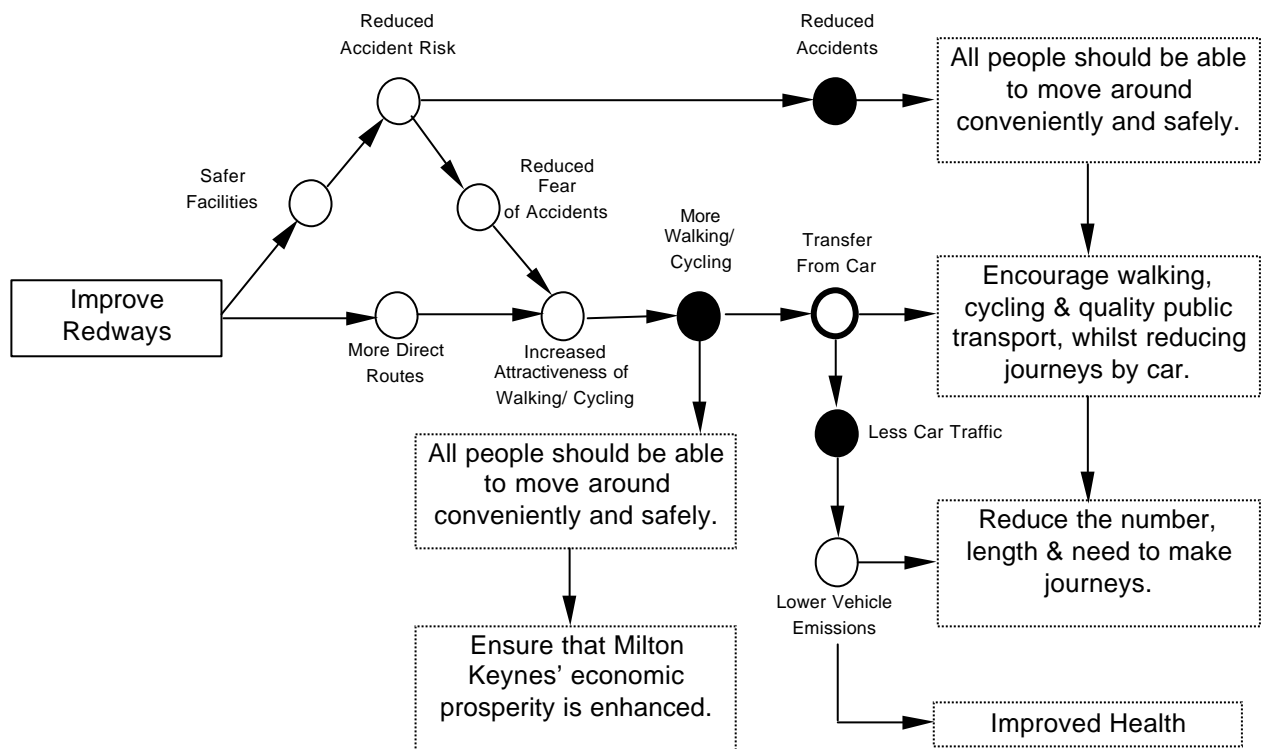 Reduced
Accident Risk
Reduced
Accidents
All people should be able
to move around
conveniently and safely.
Safer
Facilities
Reduced
Fear
of Accidents
More
Walking/
Cycling
Transfer
From Car
Improve
Redways
Encourage walking,
cycling & quality public
transport, whilst reducing
journeys by car.
More Direct
Routes
Increased
Attractiveness of
Walking/ Cycling
Less Car Traffic
All people should be able
to move around
conveniently and safely.
Reduce the number,
length & need to make
journeys.
Lower Vehicle
Emissions
Ensure that Milton
Keynes’ economic
prosperity is enhanced.
Improved Health